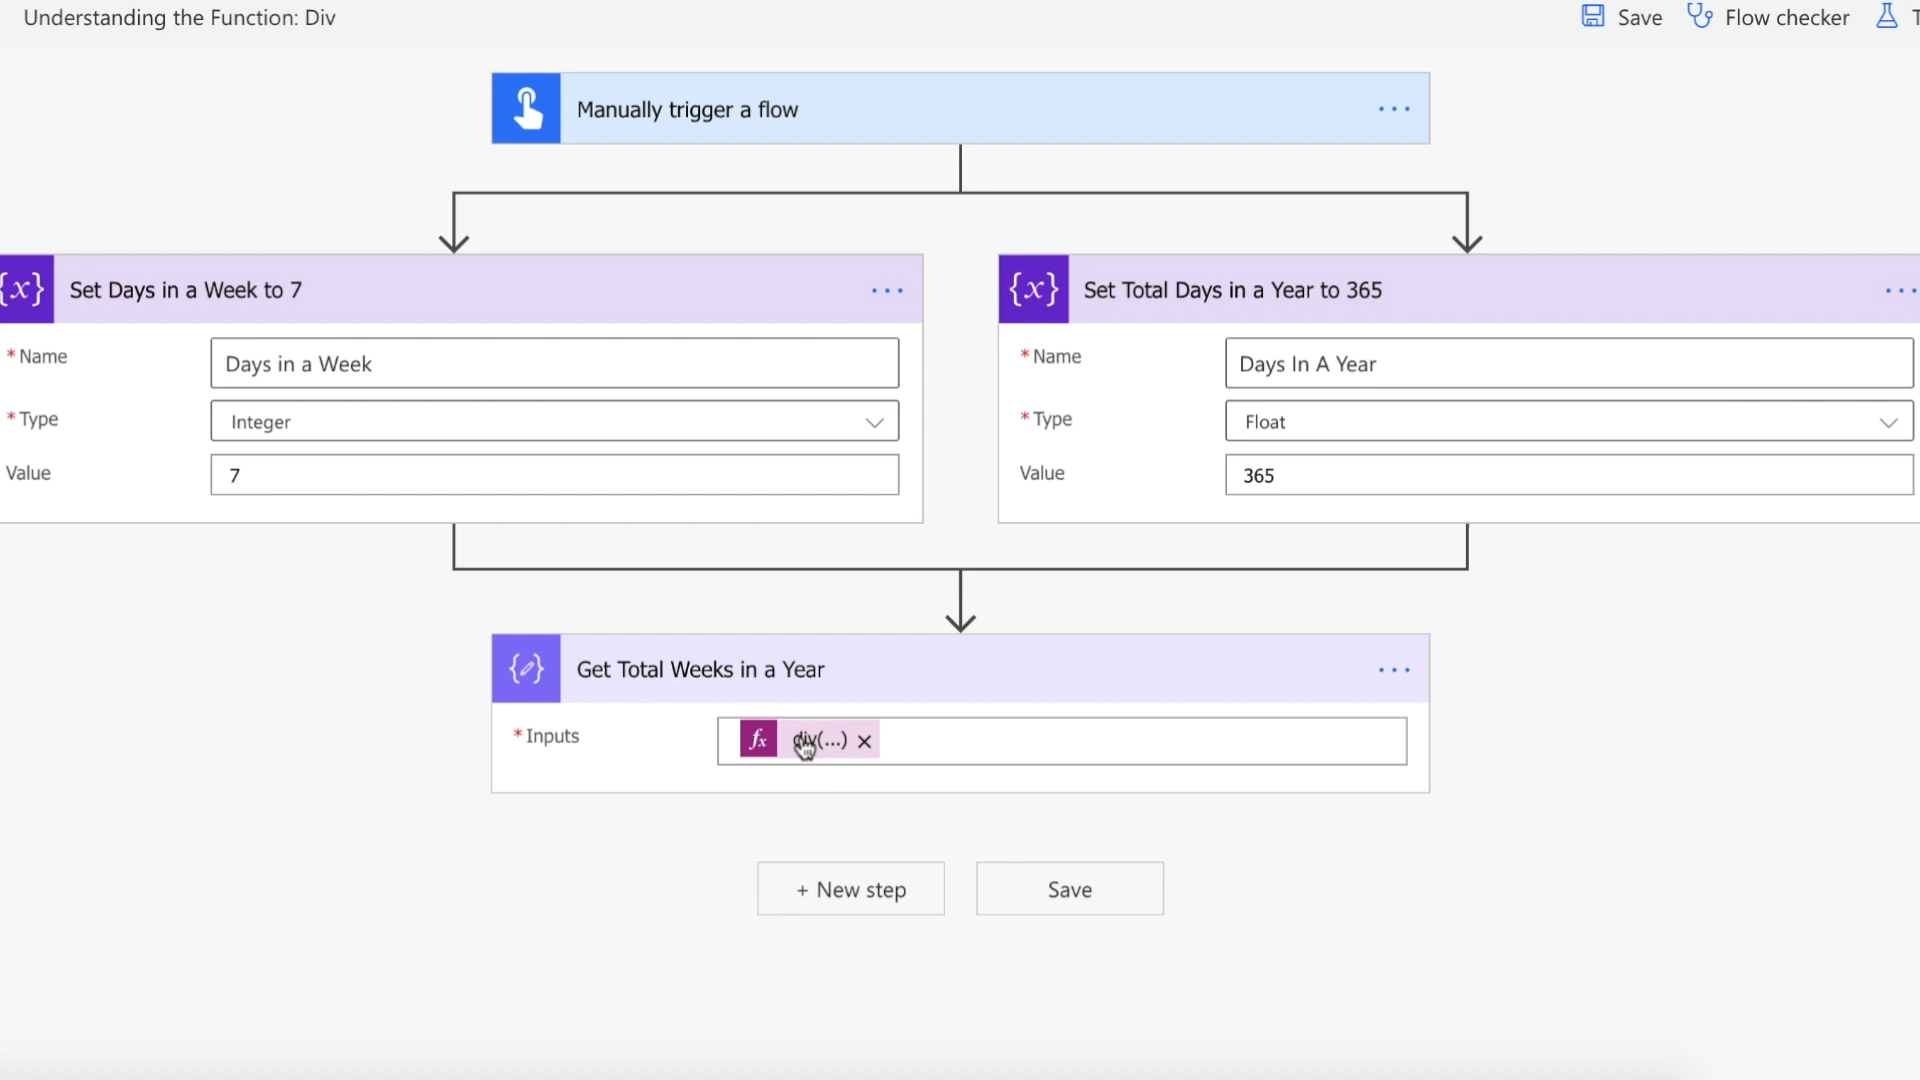 Understanding the Function: Div
Save
Flow checker
Manually trigger a flow
{x}
Set Days in a Week to 7
* Name
Days in a Week
* Type
Integer
Value
7
{x}
Set Total Days in a Year to 365
* Name
Days In A Year
* Type
Float
Value
365
Get Total Weeks in a Year
* Inputs
fx div(...)
+ New step
Save